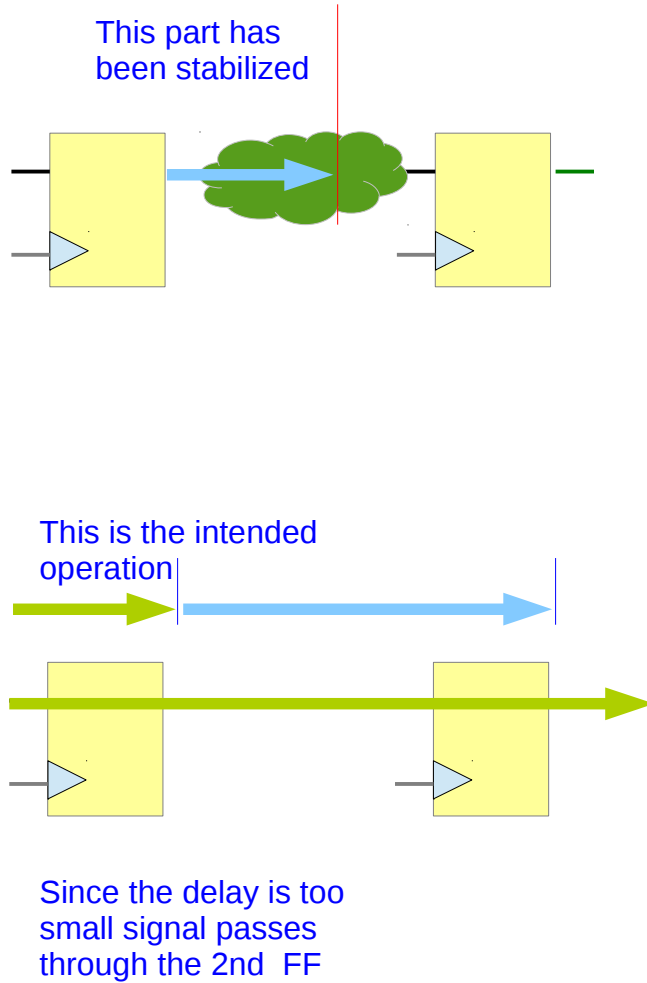 This part has
been stabilized
This is the intended
operation
Since the delay is too
small signal passes
through the 2nd  FF